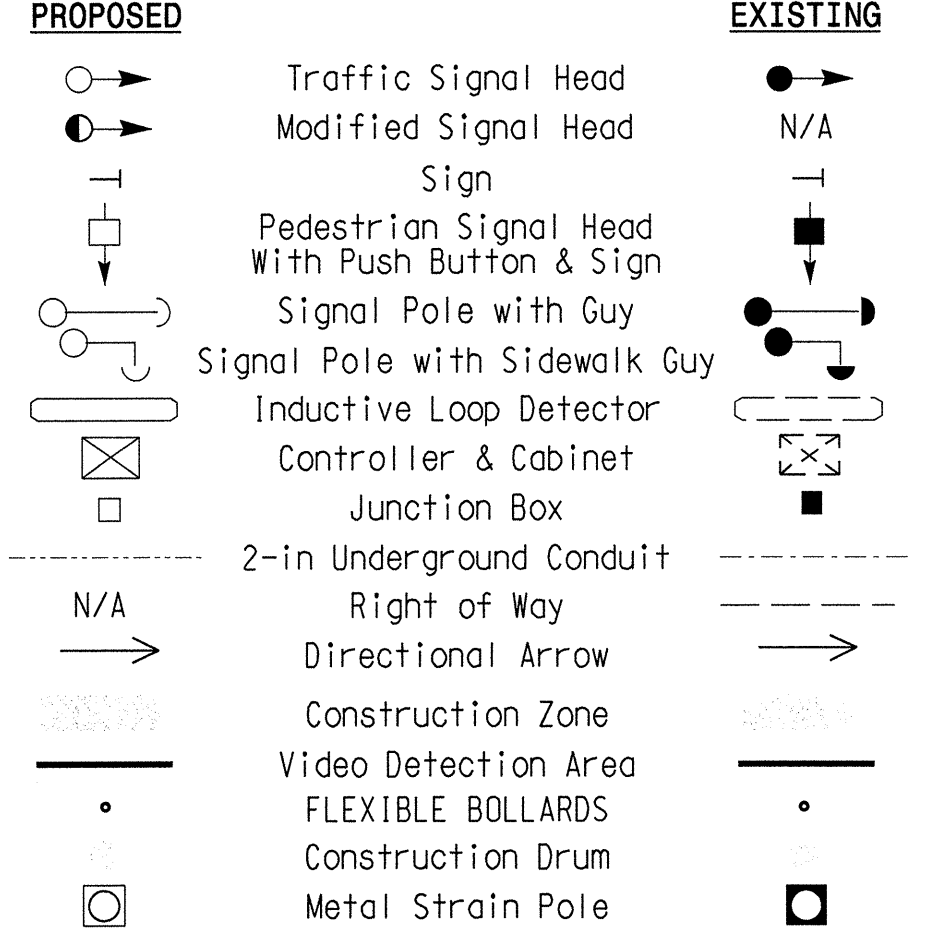 PROPOSED EXISTING
Traffic Signal Head
Modified Signal Head N/A
Sign
Pedestrian Signal Head
With Push Button & Sign
Signal Pole with Guy
Signal Pole with Sidewalk Guy
Inductive Loop Detector
Controller & Cabinet
Junction Box
2-in Underground Conduit
N/A Right of Way
Directional Arrow
Construction Zone
Video Detection Area
FLEXIBLE BOLLARDS
Construction Drum
Metal Strain Pole